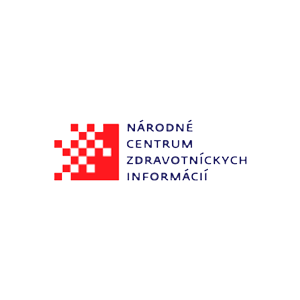 NÁRODNÉ
CENTRUM
ZDRAVOTNÍCKYCH
INFORMÁCIÍ